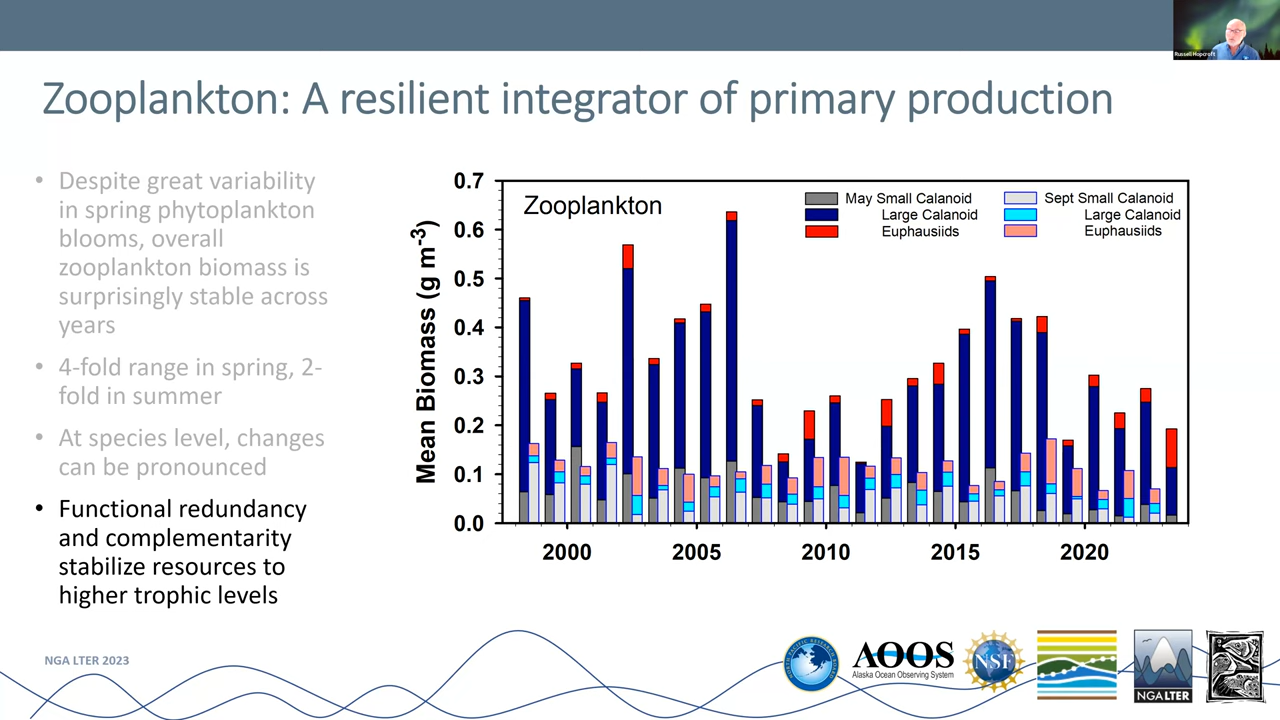 Russell Hopcroft
Zooplankton: A resilient integrator of primary production
• Despite great variability
in spring phytoplankton
blooms, overall
zooplankton biomass is
surprisingly stable across
years
• 4-fold range in spring, 2-
fold in summer
• At species level, changes
can be pronounced
• Functional redundancy
and complementarity
stabilize resources to
higher trophic levels
Zooplankton
May Small Calanoid
Large Calanoid
Euphausiids
Sept Small Calanoid
Large Calanoid
Euphausiids
Mean Biomass (g m-3)
0.7
0.6
0.5
0.4
0.3
0.2
0.1
0.0
2000 2005 2010 2015 2020
NGA LTER 2023
AOOS
Alaska Ocean Observing System
NSF
NGALTER